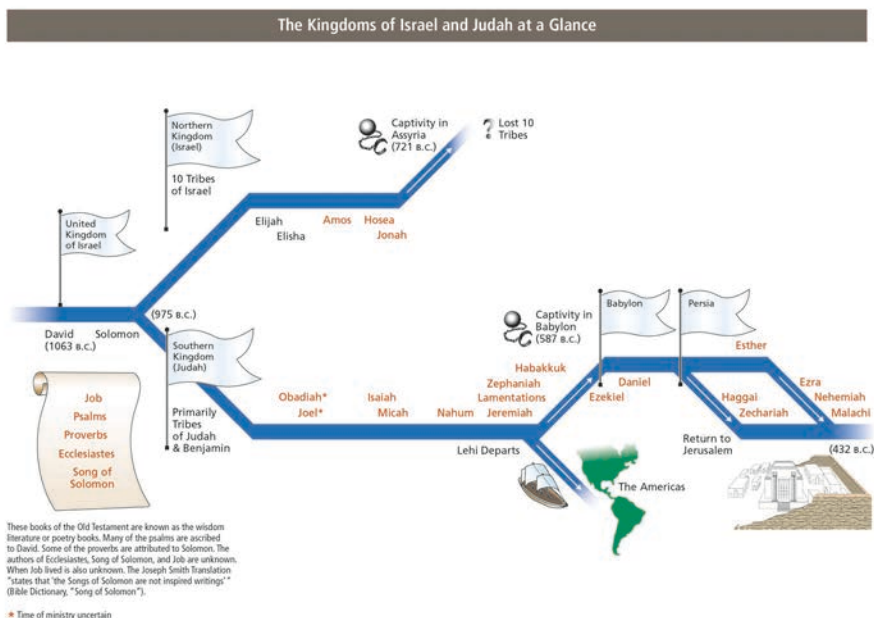 The Kingdoms of Israel and Judah at a Glance
Northern
Kingdom
(Israel)
10 Tribes
of Israel
Captivity in
Assyria
(721 B.C.)
? Lost 10
Tribes
United
Kingdom
of Israel
Elijah
Elisha
Amos
Hosea
Jonah
David
(1063 B.C.)
Solomon
(975 B.C.)
Southern
Kingdom
(Judah)
Primarily
Tribes
of Judah
& Benjamin
Job
Psalms
Proverbs
Ecclesiastes
Song of
Solomon
Obadiah*
Joel*
Isaiah
Micah
Nahum
Habakkuk
Zephaniah
Lamentations
Jeremiah
Captivity in
Babylon
(587 B.C.)
Babylon
Persia
Ezekiel
Daniel
Esther
Haggai
Zechariah
Ezra
Nehemiah
Malachi
Lehi Departs
The Americas
Return to
Jerusalem
(432 B.C.)
These books of the Old Testament are known as the wisdom
literature or poetry books. Many of the psalms are ascribed
to David. Some of the proverbs are attributed to Solomon. The
authors of Ecclesiastes, Song of Solomon, and Job are unknown.
When Job lived is also unknown. The Joseph Smith Translation
"states that 'the Songs of Solomon are not inspired writings'"
(Bible Dictionary, "Song of Solomon").
* Time of ministry uncertain